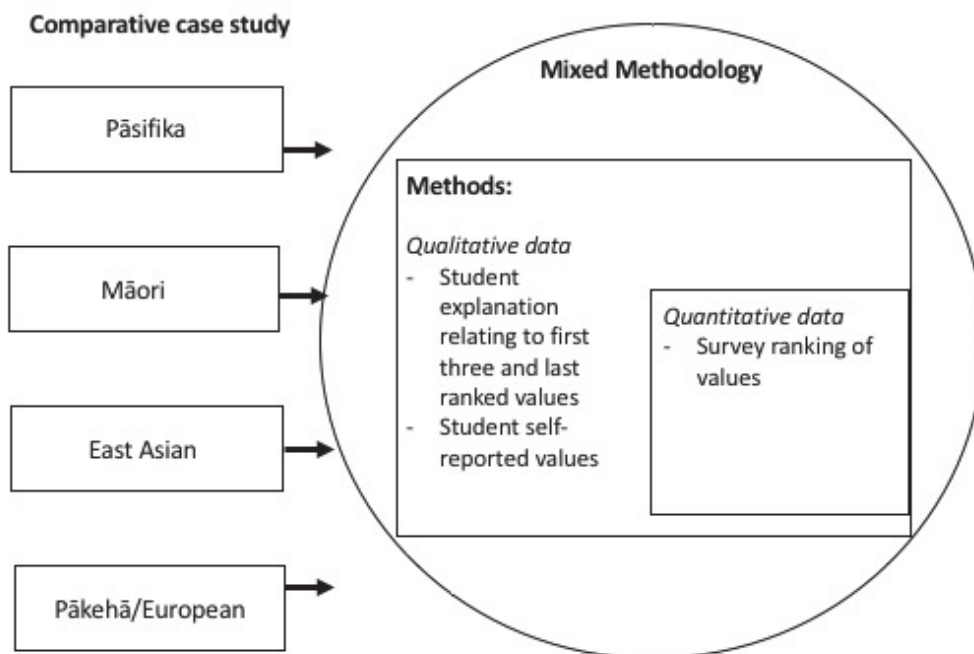 Comparative case study
Pāsifika
Māori
East Asian
Pākehā/European
Mixed Methodology
Methods:
Qualitative data
- Student
explanation
relating to first
three and last
ranked values
- Student self-
reported values
Quantitative data
- Survey ranking of
values